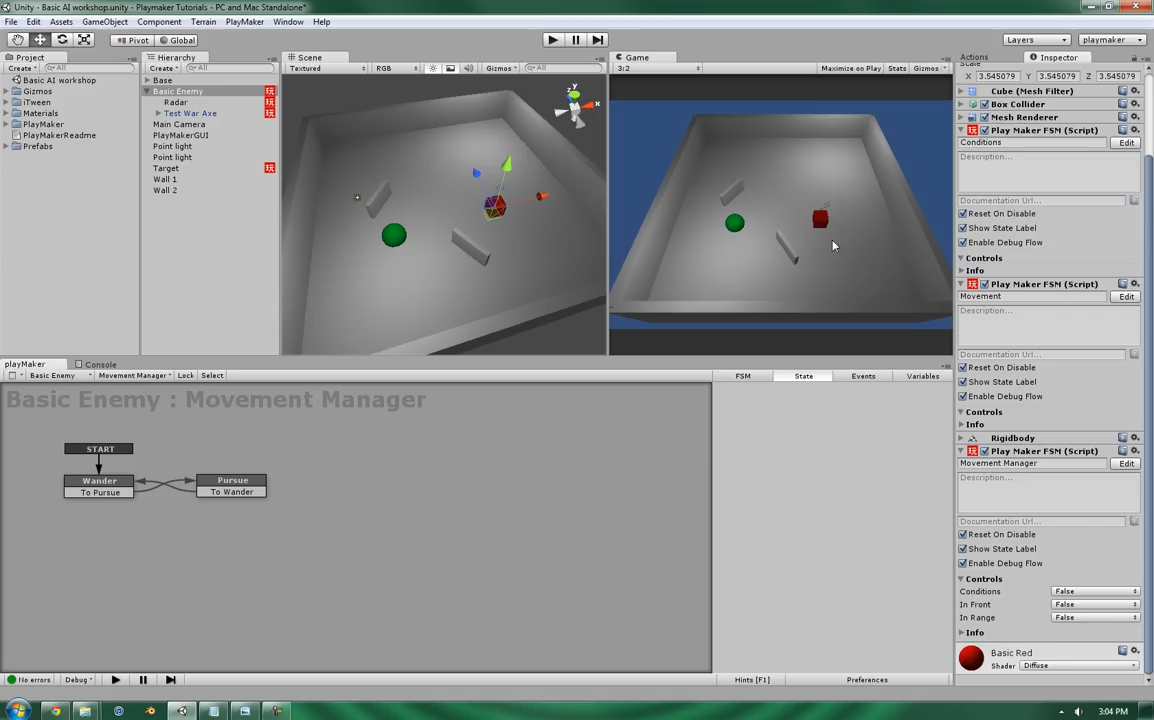 Unity - Basic AI workshop.unity - Playmaker Tutorials - PC and Mac Standalone*
File Edit Assets GameObject Component Terrain PlayMaker Window Help
Pivot Global Layers playmaker
Project Hierarchy Scene Game Actions Inspector
Create All Create All Textured RGB Gizmos All 3:2 Maximize on Play Stats Gizmos
Scale
X 3.545079 Y 3.545079 Z 3.545079
Basic AI workshop
Gizmos
iTween
Materials
PlayMaker
PlayMakerReadme
Prefabs
Base
Basic Enemy
Radar
Test War Axe
Main Camera
PlayMakerGUI
Point light
Point light
Target
Wall 1
Wall 2
y
x
Cube (Mesh Filter)
Box Collider
Mesh Renderer
Play Maker FSM (Script)
Conditions Edit
Description...
Documentation Url...
Reset On Disable
Show State Label
Enable Debug Flow
Controls
Info
Play Maker FSM (Script)
Movement Edit
Description...
Documentation Url...
Reset On Disable
Show State Label
Enable Debug Flow
Controls
Info
Rigidbody
Play Maker FSM (Script)
Movement Manager Edit
Description...
Documentation Url...
Reset On Disable
Show State Label
Enable Debug Flow
Controls
Conditions False
In Front False
In Range False
Info
Basic Red
Shader Diffuse
playMaker Console
Basic Enemy Movement Manager Lock Select FSM State Events Variables
Basic Enemy : Movement Manager
START
Wander
To Pursue
Pursue
To Wander
No errors Debug Hints [F1] Preferences
3:04 PM